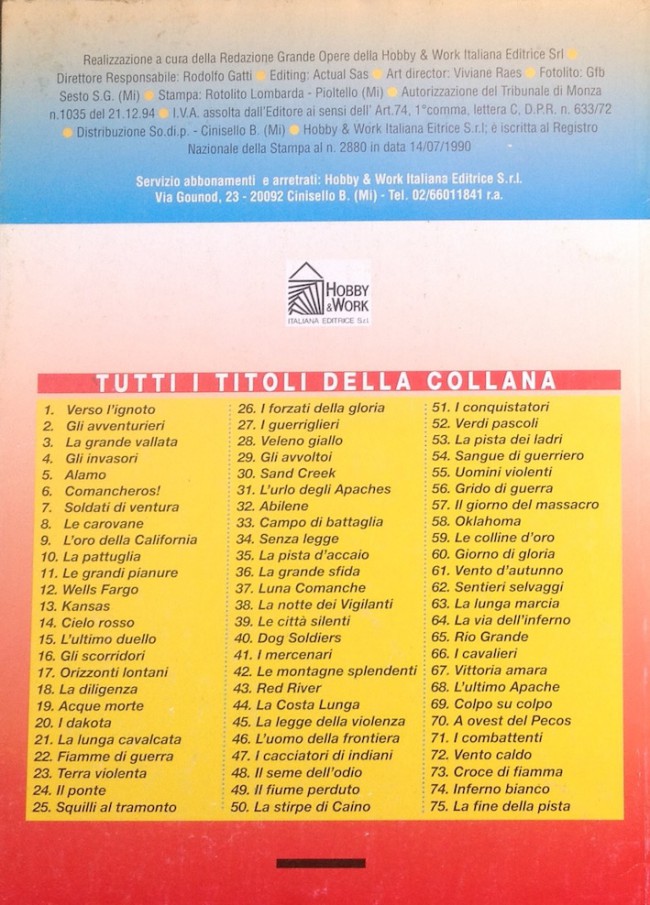 Realizzazione a cura della Redazione Grande Opere della Hobby & Work Italiana Editrice Srl ●
Direttore Responsabile: Rodolfo Gatti ● Editing: Actual Sas ● Art director: Viviane Raes ● Fotolito: Gfb
Sesto S.G. (Mi) ● Stampa: Rotolito Lombarda - Pioltello (Mi) ● Autorizzazione del Tribunale di Monza
n.1035 del 21.12.94 ● I.V.A. assolta dall'Editore ai sensi dell' Art.74, 1°comma, lettera C, D.P.R. n. 633/72
● Distribuzione So.di.p. - Cinisello B. (Mi) ● Hobby & Work Italiana Eitrice S.r.l; è iscritta al Registro
Nazionale della Stampa al n. 2880 in data 14/07/1990
Servizio abbonamenti e arretrati: Hobby & Work Italiana Editrice S.r.l.
Via Gounod, 23 - 20092 Cinisello B. (Mi) - Tel. 02/66011841 r.a.
HOBBY
& WORK
ITALIANA EDITRICE S.r.l.
TUTTI I TITOLI DELLA COLLANA
1. Verso l'ignoto
2. Gli avventurieri
3. La grande vallata
4. Gli invasori
5. Alamo
6. Comancheros!
7. Soldati di ventura
8. Le carovane
9. L'oro della California
10. La pattuglia
11. Le grandi pianure
12. Wells Fargo
13. Kansas
14. Cielo rosso
15. L'ultimo duello
16. Gli scorridori
17. Orizzonti lontani
18. La diligenza
19. Acque morte
20. I dakota
21. La lunga cavalcata
22. Fiamme di guerra
23. Terra violenta
24. Il ponte
25. Squilli al tramonto
26. I forzati della gloria
27. I guerriglieri
28. Veleno giallo
29. Gli avvoltoi
30. Sand Creek
31. L'urlo degli Apaches
32. Abilene
33. Campo di battaglia
34. Senza legge
35. La pista d'accaio
36. La grande sfida
37. Luna Comanche
38. La notte dei Vigilanti
39. Le città silenti
40. Dog Soldiers
41. I mercenari
42. Le montagne splendenti
43. Red River
44. La Costa Lunga
45. La legge della violenza
46. L'uomo della frontiera
47. I cacciatori di indiani
48. Il seme dell'odio
49. Il fiume perduto
50. La stirpe di Caino
51. I conquistatori
52. Verdi pascoli
53. La pista dei ladri
54. Sangue di guerriero
55. Uomini violenti
56. Grido di guerra
57. Il giorno del massacro
58. Oklahoma
59. Le colline d'oro
60. Giorno di gloria
61. Vento d'autunno
62. Sentieri selvaggi
63. La lunga marcia
64. La via dell'inferno
65. Rio Grande
66. I cavalieri
67. Vittoria amara
68. L'ultimo Apache
69. Colpo su colpo
70. A ovest del Pecos
71. I combattenti
72. Vento caldo
73. Croce di fiamma
74. Inferno bianco
75. La fine della pista